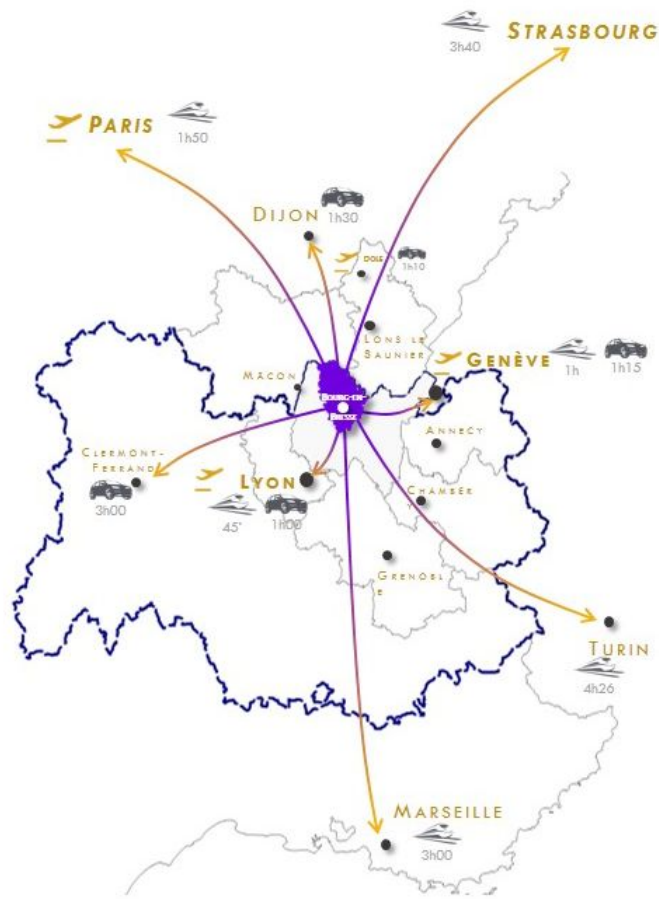 STRASBOURG
3h40
PARIS
1h50
DIJON
1h30
DOLE
1h10
LONS LE
SAUNIER
GENÈVE
1h
1h15
MÂCON
BOURG-EN-
BRESSE
ANNECY
CLERMONT-
FERRAND
3h00
LYON
45'
1h00
CHAMBÉR
Y
GRENOBL
E
TURIN
4h26
MARSEILLE
3h00